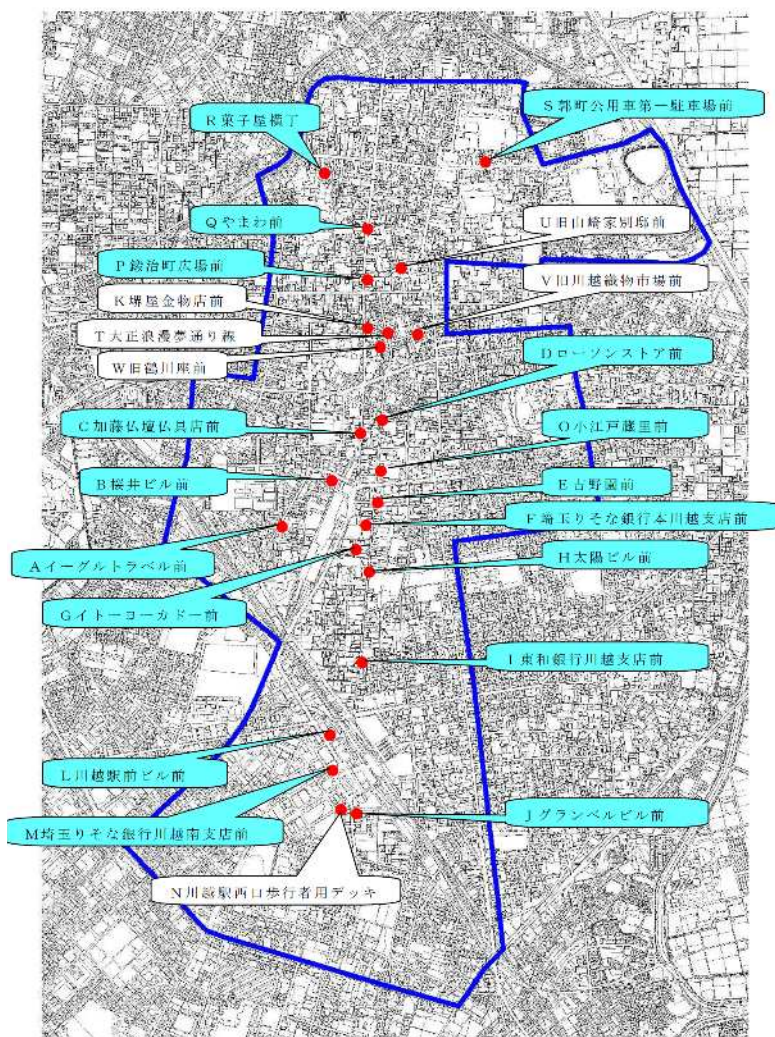 S郭町公用車第一駐車場前
R菓子屋横丁
Qやまわ前
U旧山崎家別邸前
P鍛治町広場前
V旧川越織物市場前
K堺屋金物店前
T大正浪漫夢通り線
W旧鶴川座前
Dローソンストア前
C加藤仏壇仏具店前
O小江戸蔵里前
B桜井ビル前
E吉野園前
F埼玉りそな銀行本川越支店前
Aイーグルトラベル前
H太陽ビル前
Gイトーヨーカドー前
I東和銀行川越支店前
L川越駅前ビル前
M埼玉りそな銀行川越南支店前
Jグランベルビル前
N川越駅西口歩行者用デッキ